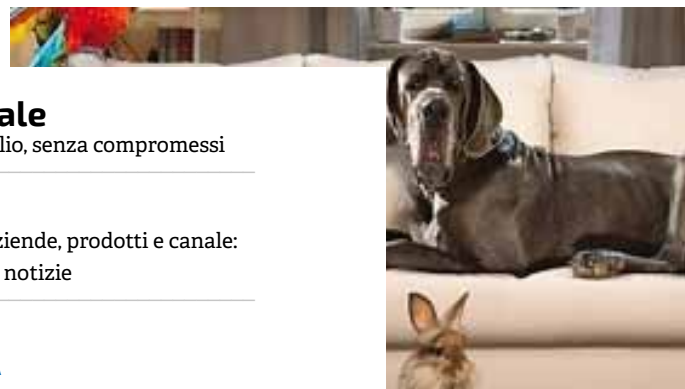 ale
lio, senza compromessi
ziende, prodotti e canale:
notizie